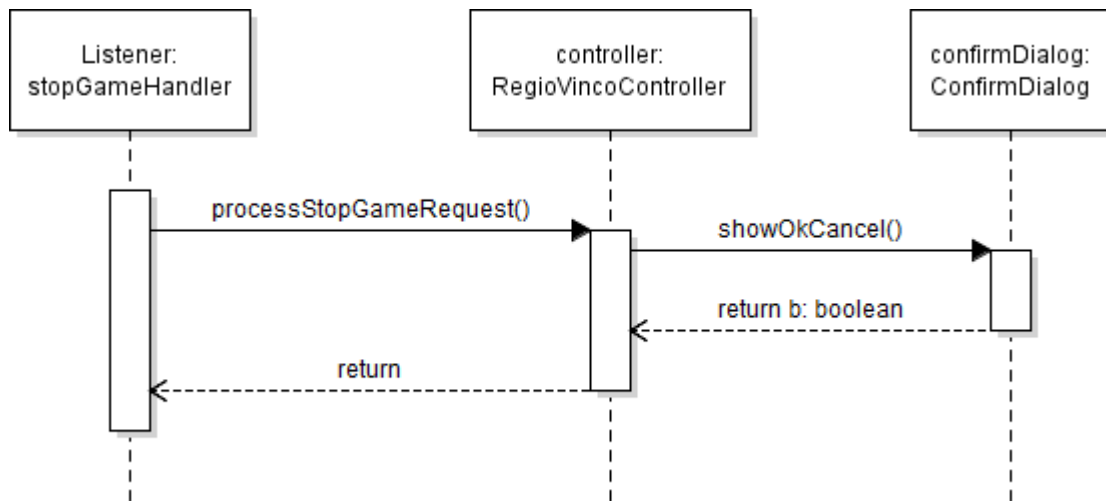 Listener:
stopGameHandler
controller:
RegioVincoController
confirmDialog:
ConfirmDialog
processStopGameRequest()
showOkCancel()
return b: boolean
return